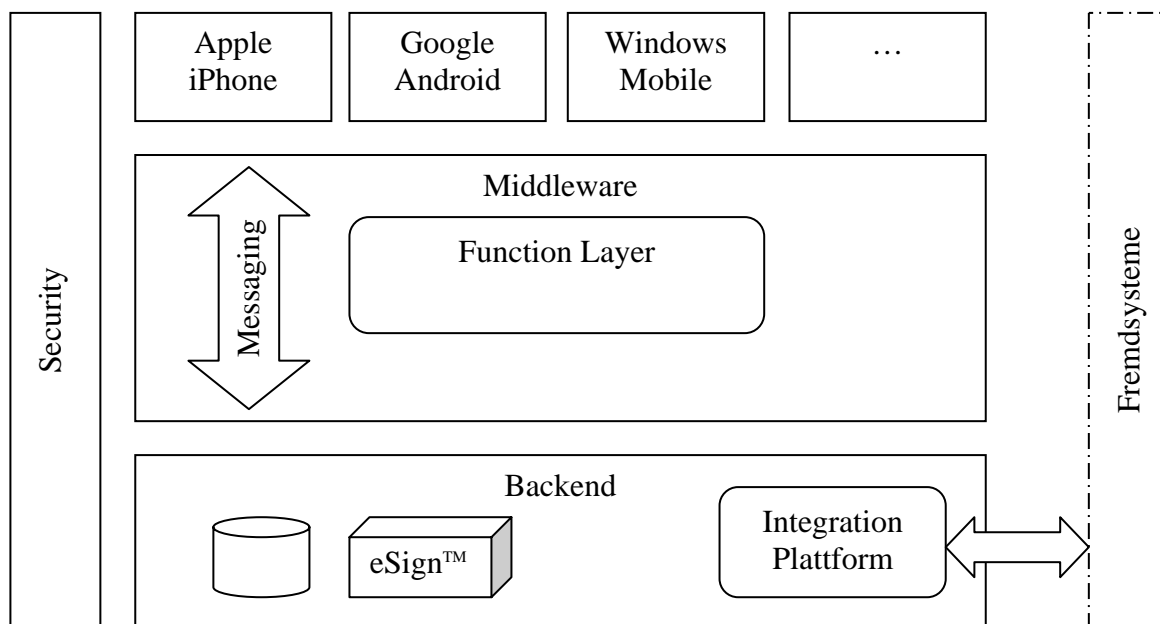 Apple
iPhone
Google
Android
Windows
Mobile
…
Security
Middleware
Messaging
Function Layer
Fremdsysteme
Backend
eSign™
Integration
Plattform